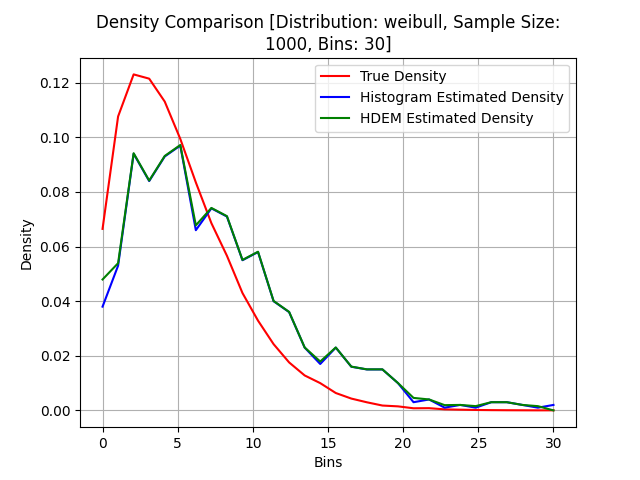 Density Comparison [Distribution: weibull, Sample Size:
1000, Bins: 30]
True Density
Histogram Estimated Density
HDEM Estimated Density
Density
0.12
0.10
0.08
0.06
0.04
0.02
0.00
0 5 10 15 20 25 30
Bins